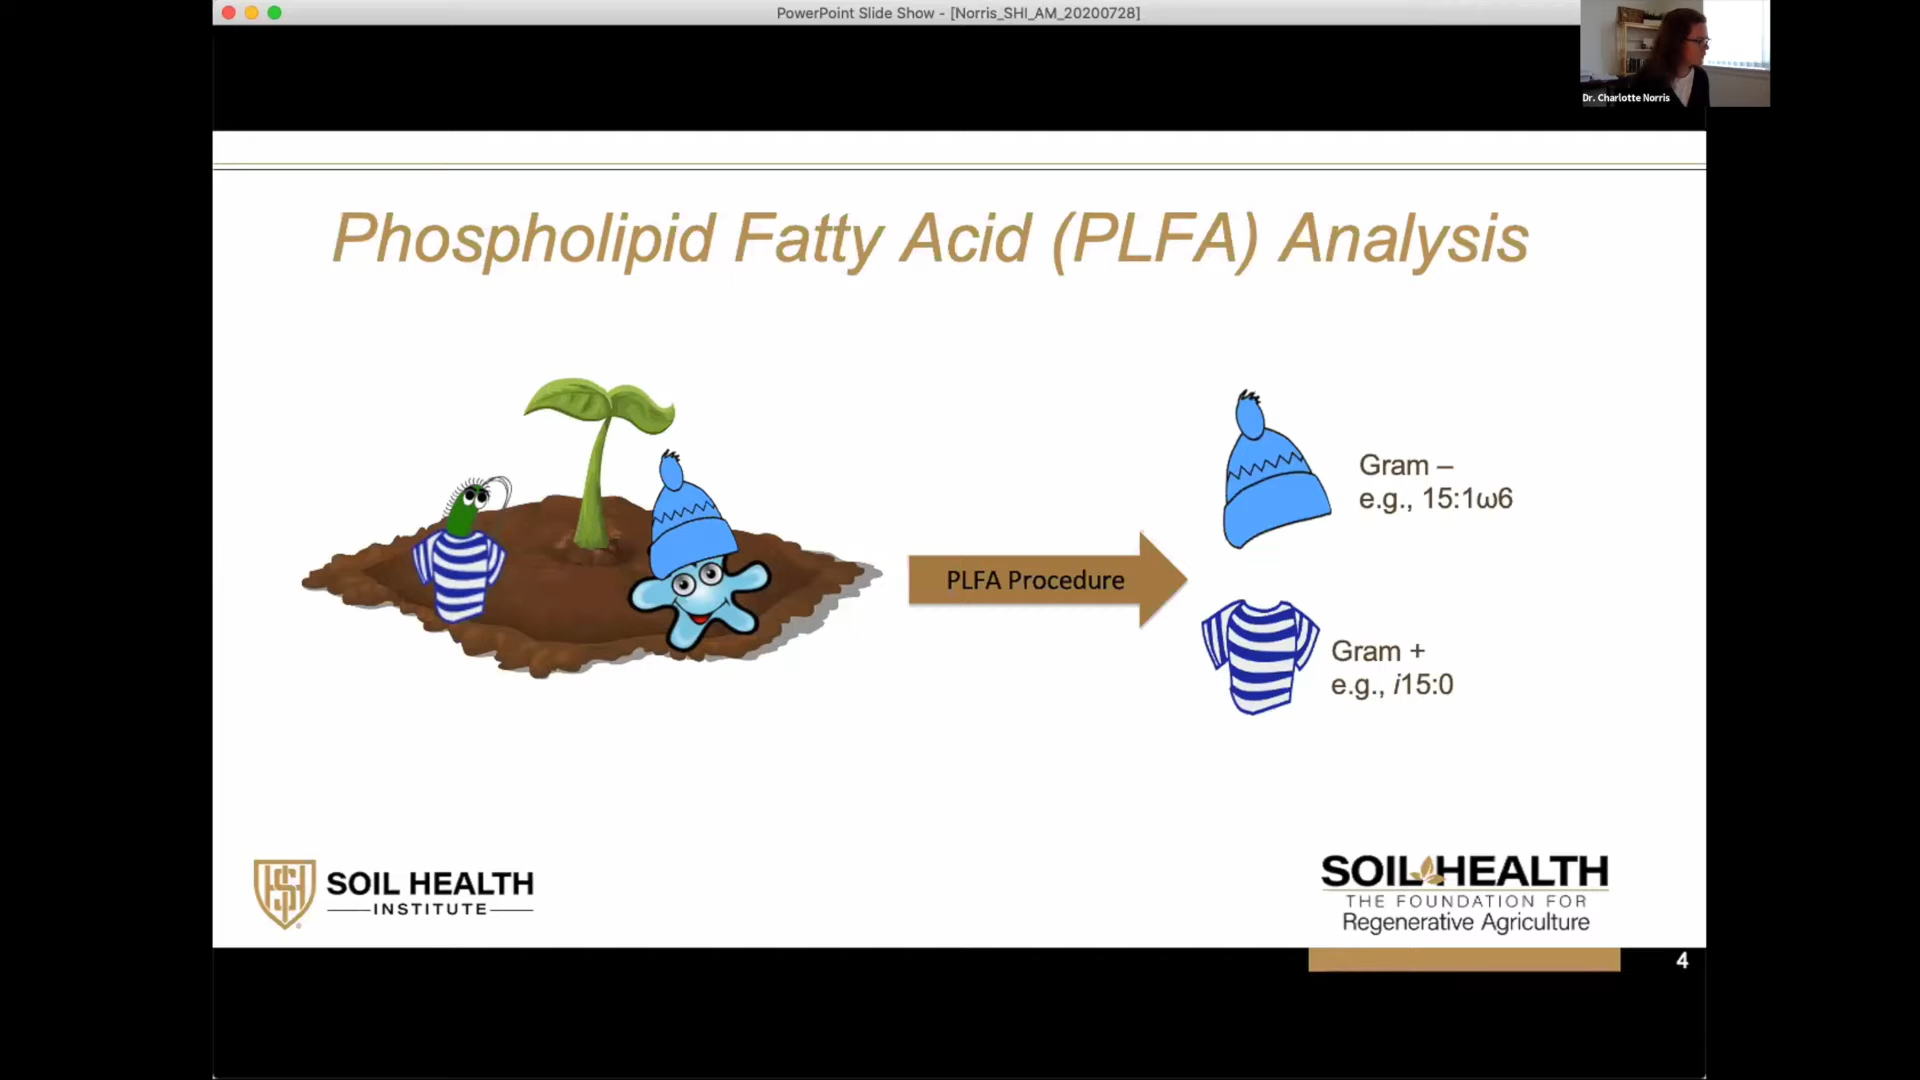 PowerPoint Slide Show - [Norris_SHI_AM_20200728]
Dr. Charlotte Norris
Phospholipid Fatty Acid (PLFA) Analysis
PLFA Procedure
Gram –
e.g., 15:1ω6
Gram +
e.g., i15:0
SOIL HEALTH
INSTITUTE
SOIL HEALTH
THE FOUNDATION FOR
Regenerative Agriculture
4